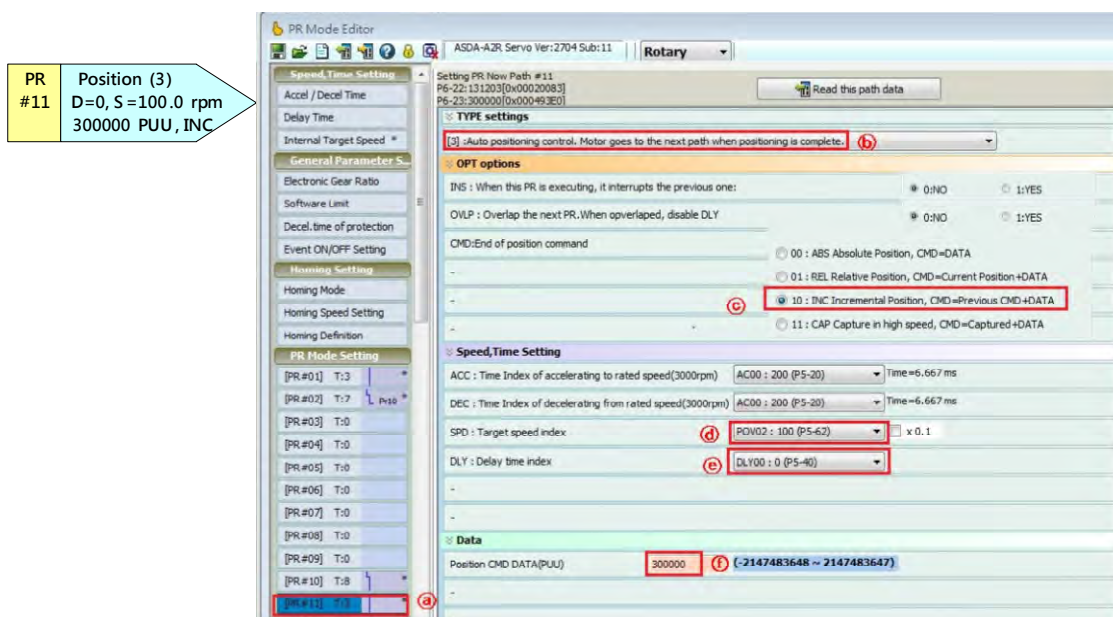 PR #11
Position (3)
D=0, S=100.0 rpm
300000 PUU, INC
PR Mode Editor
ASDA-A2R Servo Ver:2704 Sub:11
Rotary
Speed,Time Setting
Accel / Decel Time
Delay Time
Internal Target Speed *
General Parameter S...
Electronic Gear Ratio
Software Limit
Decel.time of protection
Event ON/OFF Setting
Homing Setting
Homing Mode
Homing Speed Setting
Homing Definition
PR Mode Setting
[PR#01] T:3 *
[PR#02] T:7 Pr10 *
[PR#03] T:0
[PR#04] T:0
[PR#05] T:0
[PR#06] T:0
[PR#07] T:0
[PR#08] T:0
[PR#09] T:0
[PR#10] T:8 *
[PR#11] T:3 *
ⓐ
Setting PR Now Path #11
P6-22:131203[0x00020083]
P6-23:300000[0x000493E0]
Read this path data
TYPE settings
[3] :Auto positioning control. Motor goes to the next path when positioning is complete. ⓑ
OPT options
INS : When this PR is executing, it interrupts the previous one: 0:NO 1:YES
OVLP : Overlap the next PR.When opverlaped, disable DLY 0:NO 1:YES
CMD:End of position command
00 : ABS Absolute Position, CMD=DATA
-
01 : REL Relative Position, CMD=Current Position+DATA
-
ⓒ 10 : INC Incremental Position, CMD=Previous CMD+DATA
- -
11 : CAP Capture in high speed, CMD=Captured+DATA
Speed,Time Setting
ACC : Time Index of accelerating to rated speed(3000rpm) AC00 : 200 (P5-20) Time=6.667 ms
DEC : Time Index of decelerating from rated speed(3000rpm) AC00 : 200 (P5-20) Time=6.667 ms
SPD : Target speed index ⓓ POV02 : 100 (P5-62) x 0.1
DLY : Delay time index ⓔ DLY00 : 0 (P5-40)
-
-
Data
Position CMD DATA(PUU) 300000 ⓕ (-2147483648 ~ 2147483647)
-